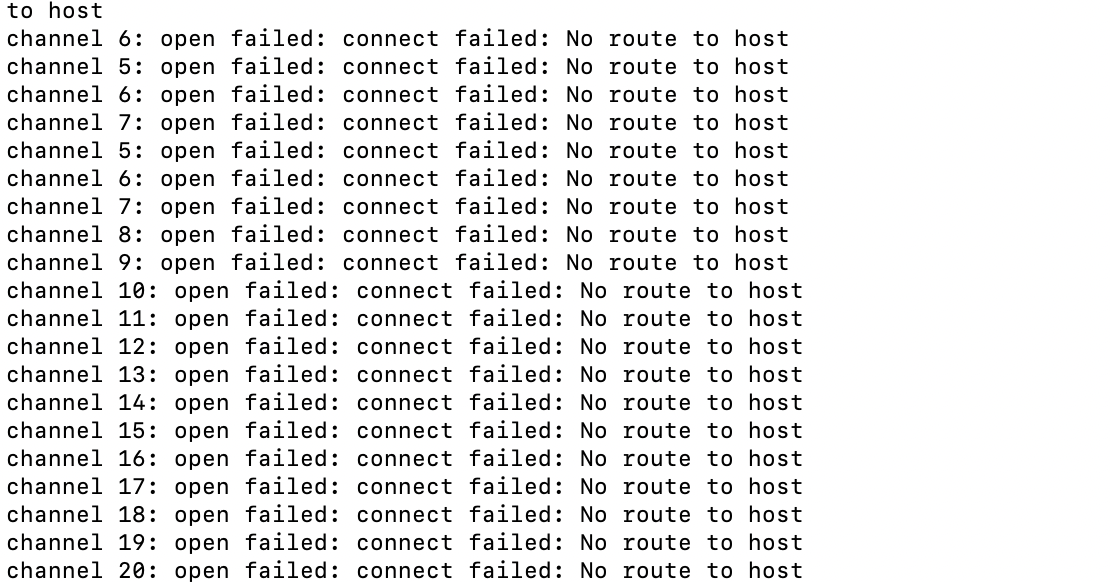 to host
channel 6: open failed: connect failed: No route to host
channel 5: open failed: connect failed: No route to host
channel 6: open failed: connect failed: No route to host
channel 7: open failed: connect failed: No route to host
channel 5: open failed: connect failed: No route to host
channel 6: open failed: connect failed: No route to host
channel 7: open failed: connect failed: No route to host
channel 8: open failed: connect failed: No route to host
channel 9: open failed: connect failed: No route to host
channel 10: open failed: connect failed: No route to host
channel 11: open failed: connect failed: No route to host
channel 12: open failed: connect failed: No route to host
channel 13: open failed: connect failed: No route to host
channel 14: open failed: connect failed: No route to host
channel 15: open failed: connect failed: No route to host
channel 16: open failed: connect failed: No route to host
channel 17: open failed: connect failed: No route to host
channel 18: open failed: connect failed: No route to host
channel 19: open failed: connect failed: No route to host
channel 20: open failed: connect failed: No route to host